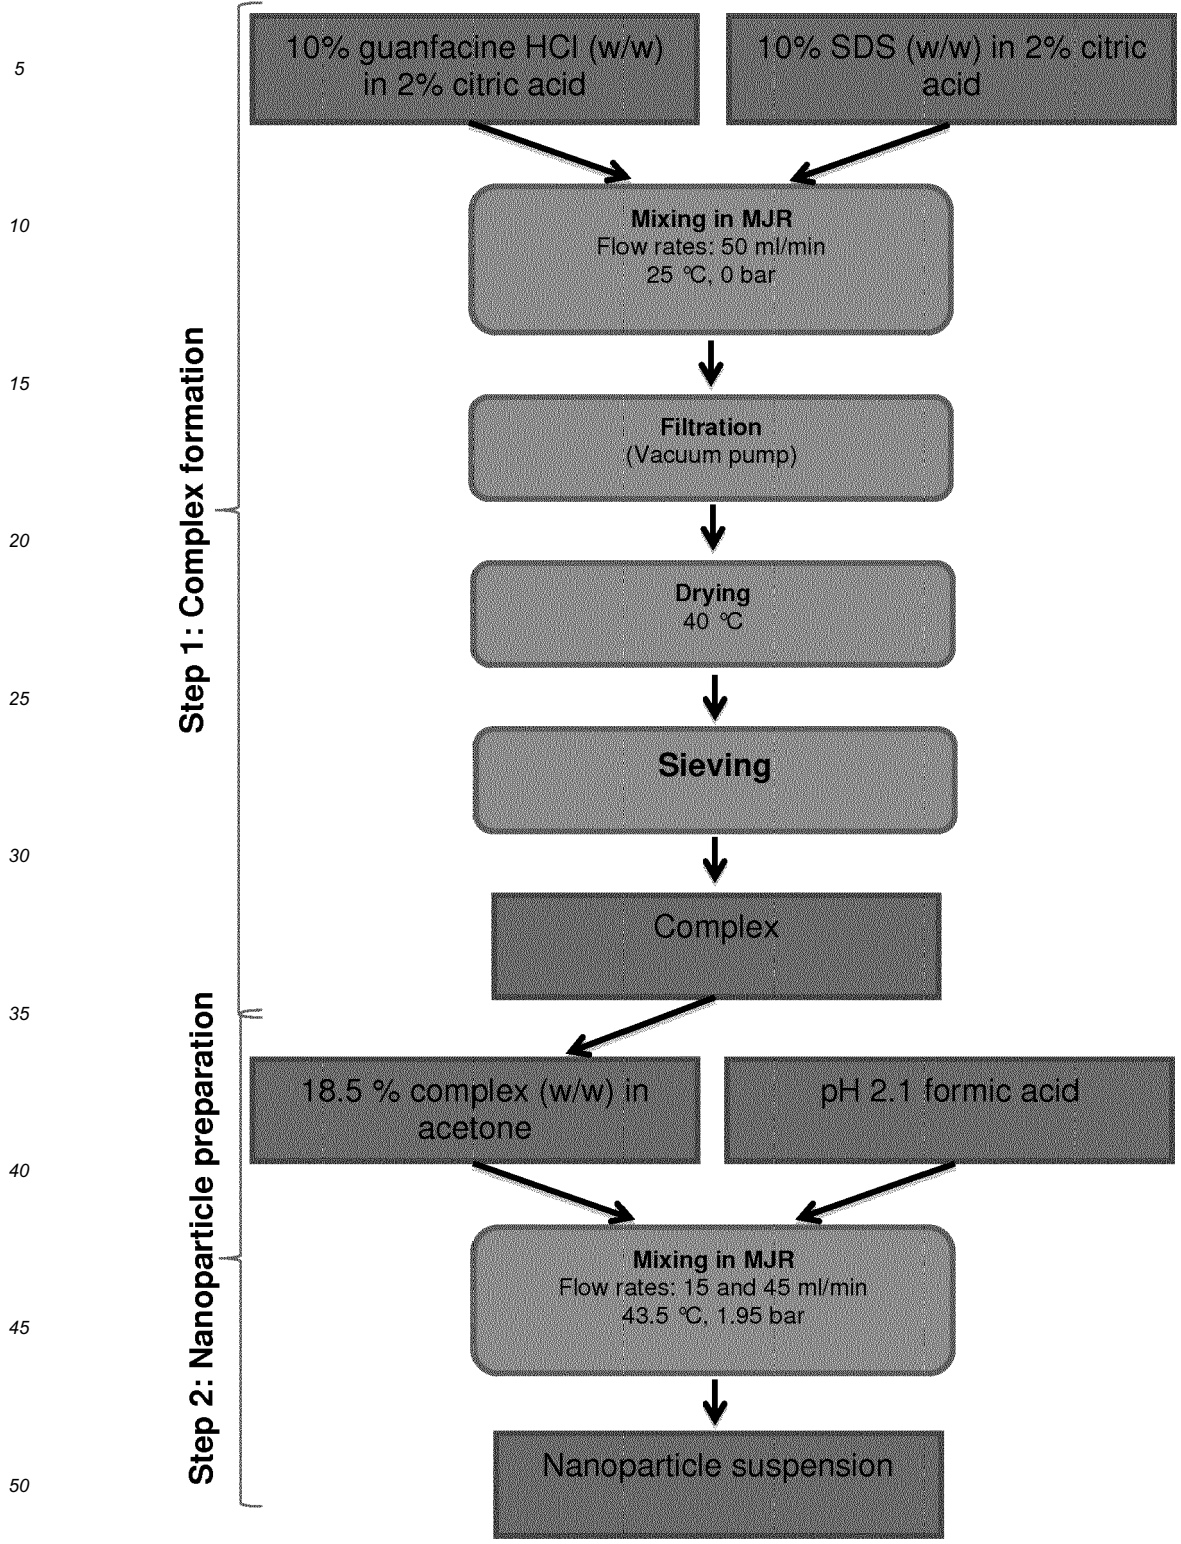 5
10% guanfacine HCl (w/w)
in 2% citric acid
10% SDS (w/w) in 2% citric
acid
10
Mixing in MJR
Flow rates: 50 ml/min
25 °C, 0 bar
Step 1: Complex formation
15
Filtration
(Vacuum pump)
20
Drying
40 °C
25
Sieving
30
Complex
35
Step 2: Nanoparticle preparation
18.5 % complex (w/w) in
acetone
pH 2.1 formic acid
40
Mixing in MJR
Flow rates: 15 and 45 ml/min
43.5 °C, 1.95 bar
45
Nanoparticle suspension
50